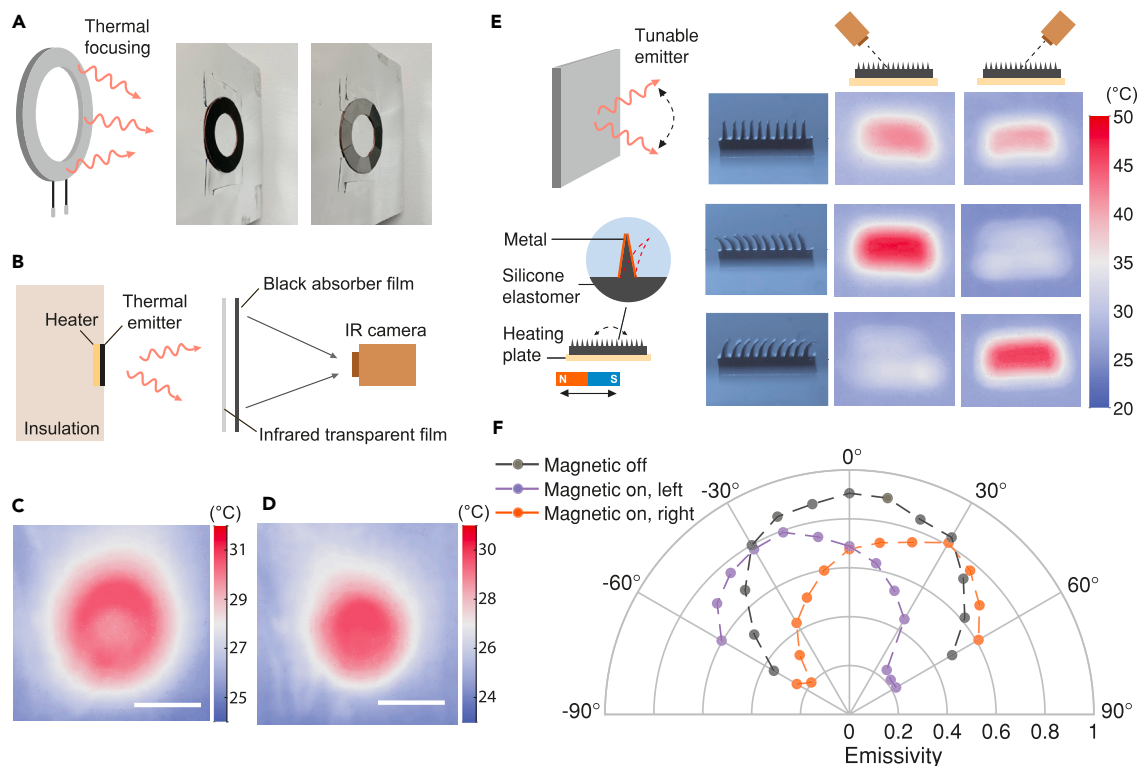 A
Thermal
focusing
B
Heater
Thermal
emitter
Insulation
Black absorber film
IR camera
Infrared transparent film
C
(°C)
31
29
28
27
25
D
(°C)
30
28
27
26
24
E
Tunable
emitter
Metal
Silicone
elastomer
Heating
plate
N
S
(°C)
50
45
40
35
30
25
20
F
Magnetic off
Magnetic on, left
Magnetic on, right
-90°
-60°
-30°
0°
30°
60°
90°
0
0.2
0.4
0.6
0.8
1
Emissivity